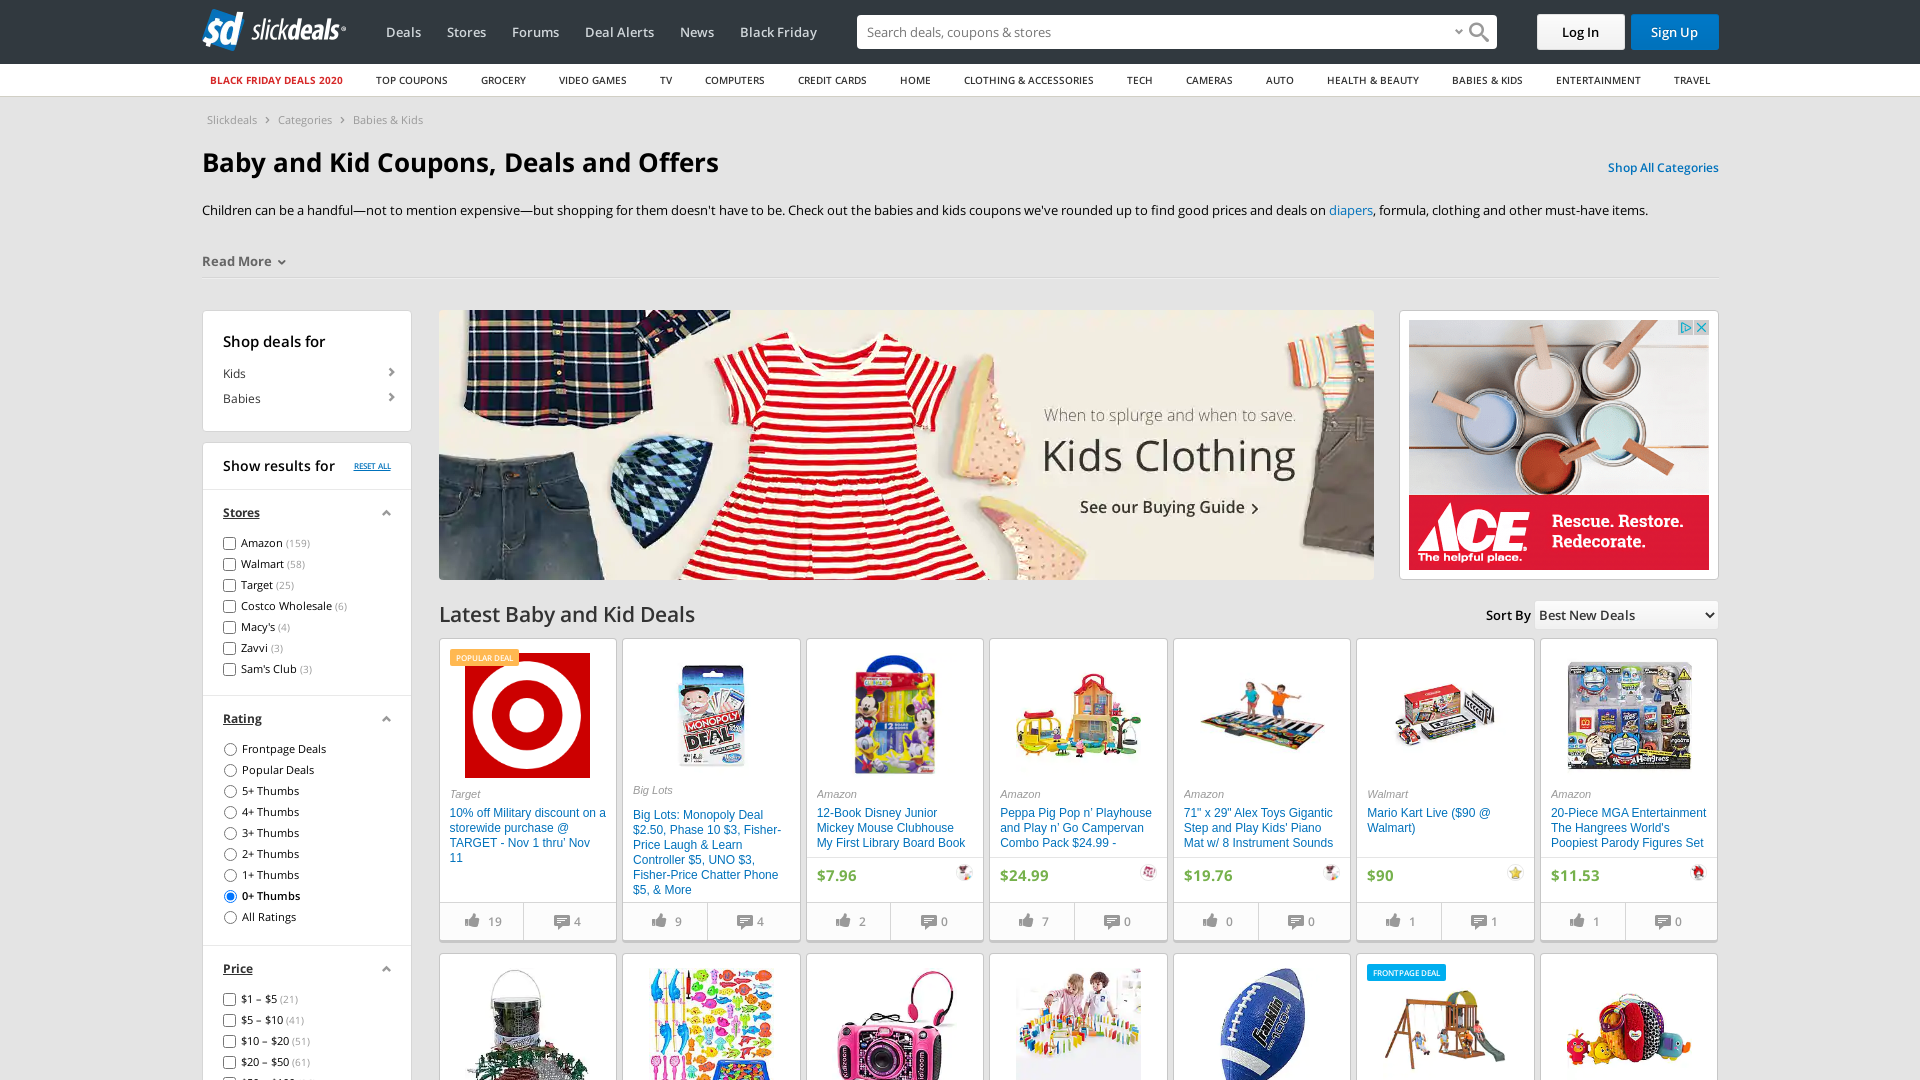 slickdeals
Deals
Stores
Forums
Deal Alerts
News
Black Friday
Search deals, coupons & stores
Log In
Sign Up
BLACK FRIDAY DEALS 2020
TOP COUPONS
GROCERY
VIDEO GAMES
TV
COMPUTERS
CREDIT CARDS
HOME
CLOTHING & ACCESSORIES
TECH
CAMERAS
AUTO
HEALTH & BEAUTY
BABIES & KIDS
ENTERTAINMENT
TRAVEL
Slickdeals
Categories
Babies & Kids
Baby and Kid Coupons, Deals and Offers
Shop All Categories
Children can be a handful—not to mention expensive—but shopping for them doesn't have to be. Check out the babies and kids coupons we've rounded up to find good prices and deals on diapers, formula, clothing and other must-have items.
Read More
Shop deals for
Kids
Babies
Show results for
RESET ALL
Stores
Amazon (159)
Walmart (58)
Target (25)
Costco Wholesale (6)
Macy's (4)
Zavvi (3)
Sam's Club (3)
Rating
Frontpage Deals
Popular Deals
5+ Thumbs
4+ Thumbs
3+ Thumbs
2+ Thumbs
1+ Thumbs
0+ Thumbs
All Ratings
Price
$1 – $5 (21)
$5 – $10 (41)
$10 – $20 (51)
$20 – $50 (61)
When to splurge and when to save.
Kids Clothing
See our Buying Guide
ACE
The helpful place.
Rescue. Restore.
Redecorate.
Latest Baby and Kid Deals
Sort By
Best New Deals
POPULAR DEAL
Target
10% off Military discount on a
storewide purchase @
TARGET - Nov 1 thru' Nov
11
19
4
MONOPOLY
DEAL
Big Lots
Big Lots: Monopoly Deal
$2.50, Phase 10 $3, Fisher-
Price Laugh & Learn
Controller $5, UNO $3,
Fisher-Price Chatter Phone
$5, & More
9
4
Amazon
12-Book Disney Junior
Mickey Mouse Clubhouse
My First Library Board Book
$7.96
2
0
Amazon
Peppa Pig Pop n’ Playhouse
and Play n’ Go Campervan
Combo Pack $24.99 -
$24.99
7
0
Amazon
71" x 29" Alex Toys Gigantic
Step and Play Kids' Piano
Mat w/ 8 Instrument Sounds
$19.76
0
0
Walmart
Mario Kart Live ($90 @
Walmart)
$90
1
1
Amazon
20-Piece MGA Entertainment
The Hangrees World's
Poopiest Parody Figures Set
$11.53
1
0
Franklin
FRONTPAGE DEAL